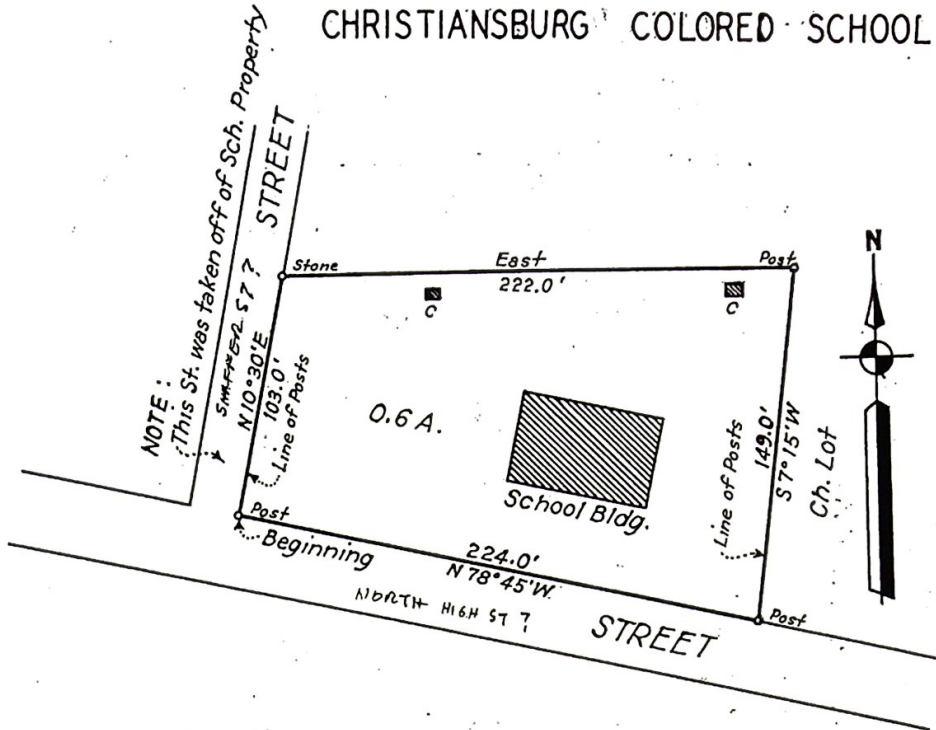 CHRISTIANSBURG COLORED SCHOOL
NOTE:
This St. was taken off of Sch. Property
STREET
SHAFFER ST ?
N 10° 30' E
103.0'
Line of Posts
Stone
East
222.0'
Post
C
C
N
0.6 A.
School Bldg.
Line of Posts
149.0'
S 7° 15' W
Ch. Lot
Post
Beginning
224.0'
N 78° 45' W.
NORTH HIGH ST ?
STREET
Post